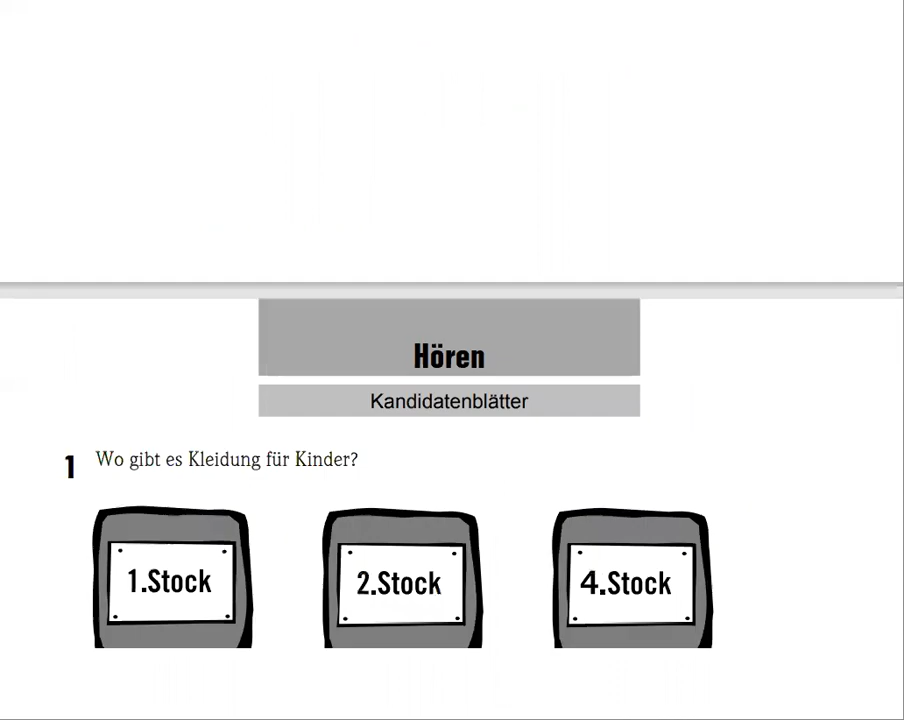 Hören
Kandidatenblätter
1 Wo gibt es Kleidung für Kinder?
1.Stock 2.Stock 4.Stock